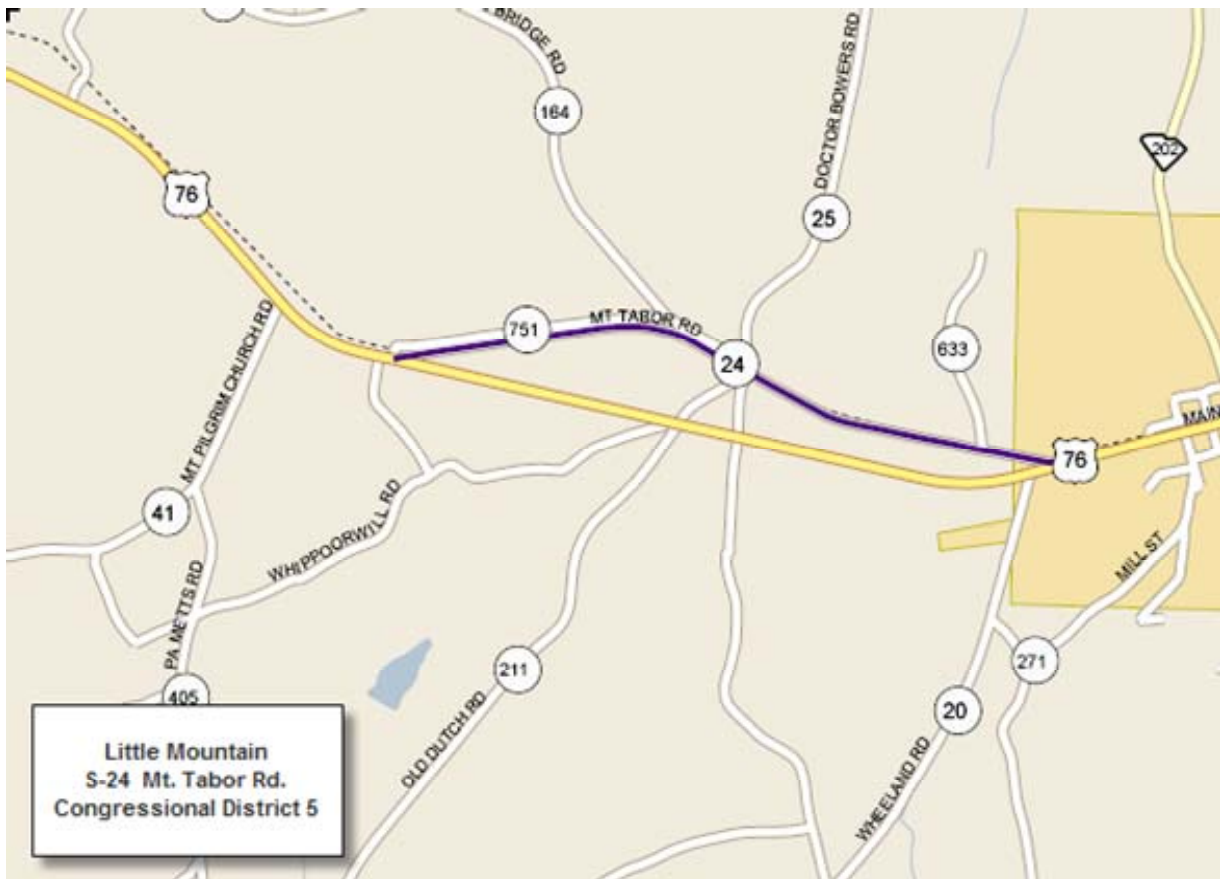 BRIDGE RD
164
DOCTOR BOWERS RD
25
202
76
751
MT TABOR RD
24
633
MAIN
76
MT PILGRIM CHURCH RD
41
WHIPPOORWILL RD
MILL ST
PA METTS RD
405
211
271
20
OLD DUTCH RD
WHEELAND RD
Little Mountain
S-24 Mt. Tabor Rd.
Congressional District 5